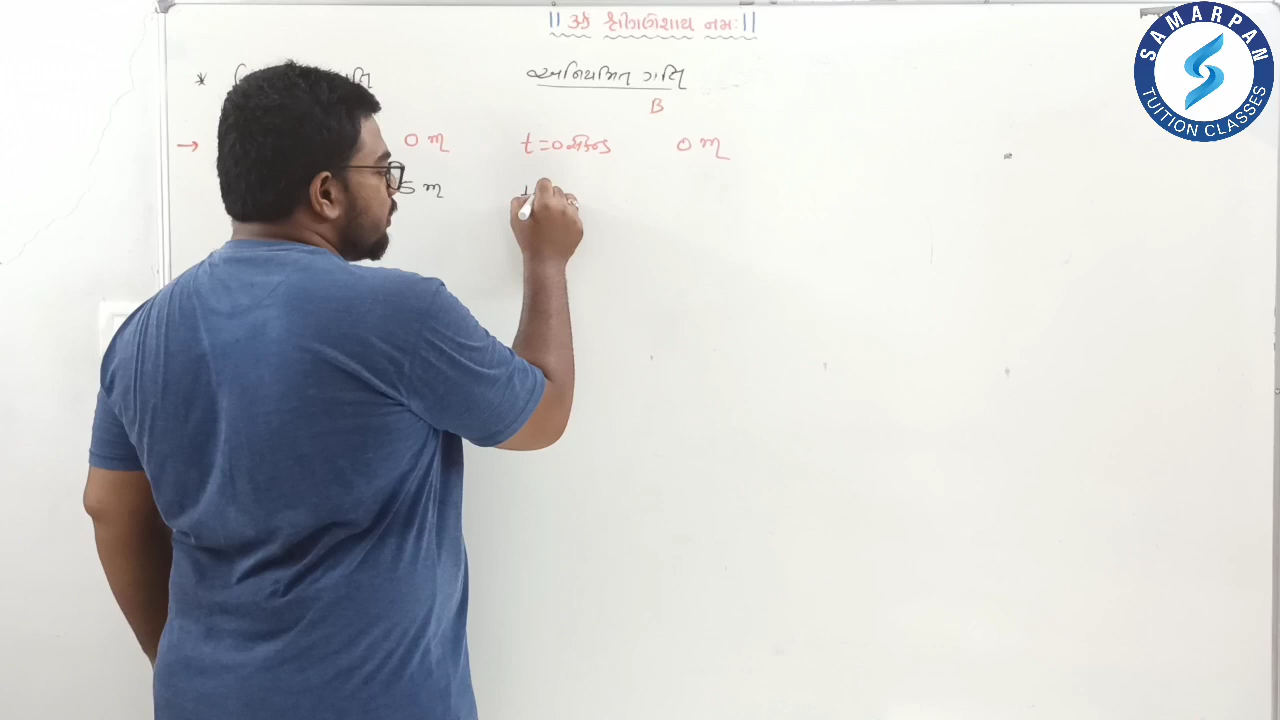 || ૐ શ્રી ગણેશાય નમઃ ||
* અનિયમિત ગતિ
B
→ 0 m t = 0 સેકન્ડ 0 m
5 m t
SAMARPAN
TUITION CLASSES